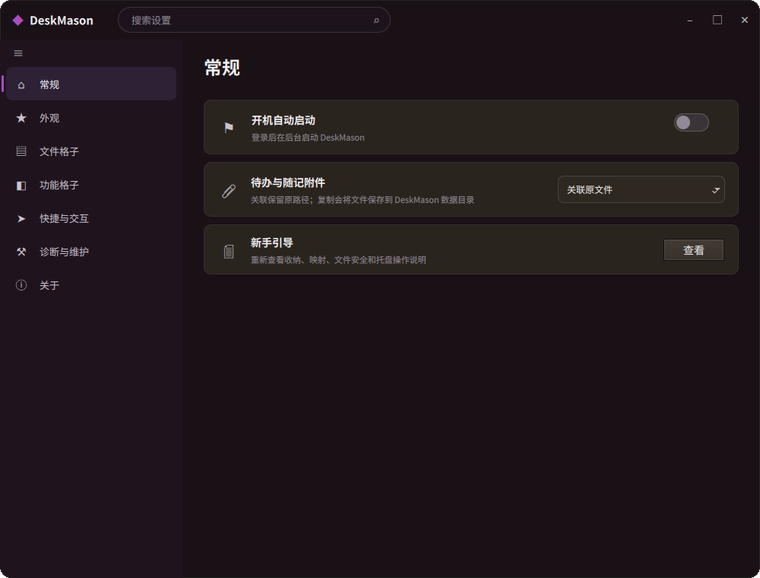 DeskMason
搜索设置
常规
外观
文件格子
功能格子
快捷与交互
诊断与维护
关于
常规
开机自动启动
登录后在后台启动 DeskMason
待办与随记附件
关联保留原路径；复制会将文件保存到 DeskMason 数据目录
关联原文件
新手引导
重新查看收纳、映射、文件安全和托盘操作说明
查看